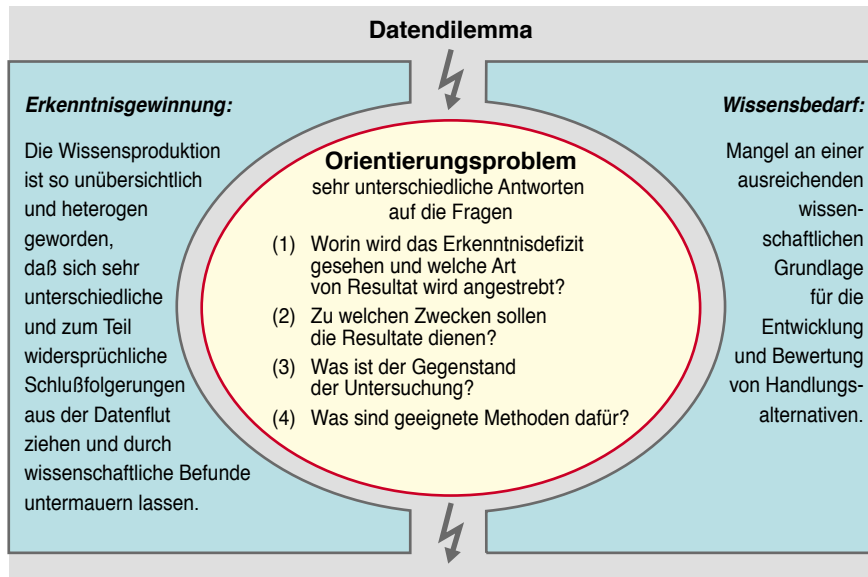 Datendilemma
Erkenntnisgewinnung:
Die Wissensproduktion
ist so unübersichtlich
und heterogen
geworden,
daß sich sehr
unterschiedliche
und zum Teil
widersprüchliche
Schlußfolgerungen
aus der Datenflut
ziehen und durch
wissenschaftliche Befunde
untermauern lassen.
Orientierungsproblem
sehr unterschiedliche Antworten
auf die Fragen
(1) Worin wird das Erkenntnisdefizit
gesehen und welche Art
von Resultat wird angestrebt?
(2) Zu welchen Zwecken sollen
die Resultate dienen?
(3) Was ist der Gegenstand
der Untersuchung?
(4) Was sind geeignete Methoden dafür?
Wissensbedarf:
Mangel an einer
ausreichenden
wissen-
schaftlichen
Grundlage
für die
Entwicklung
und Bewertung
von Handlungs-
alternativen.